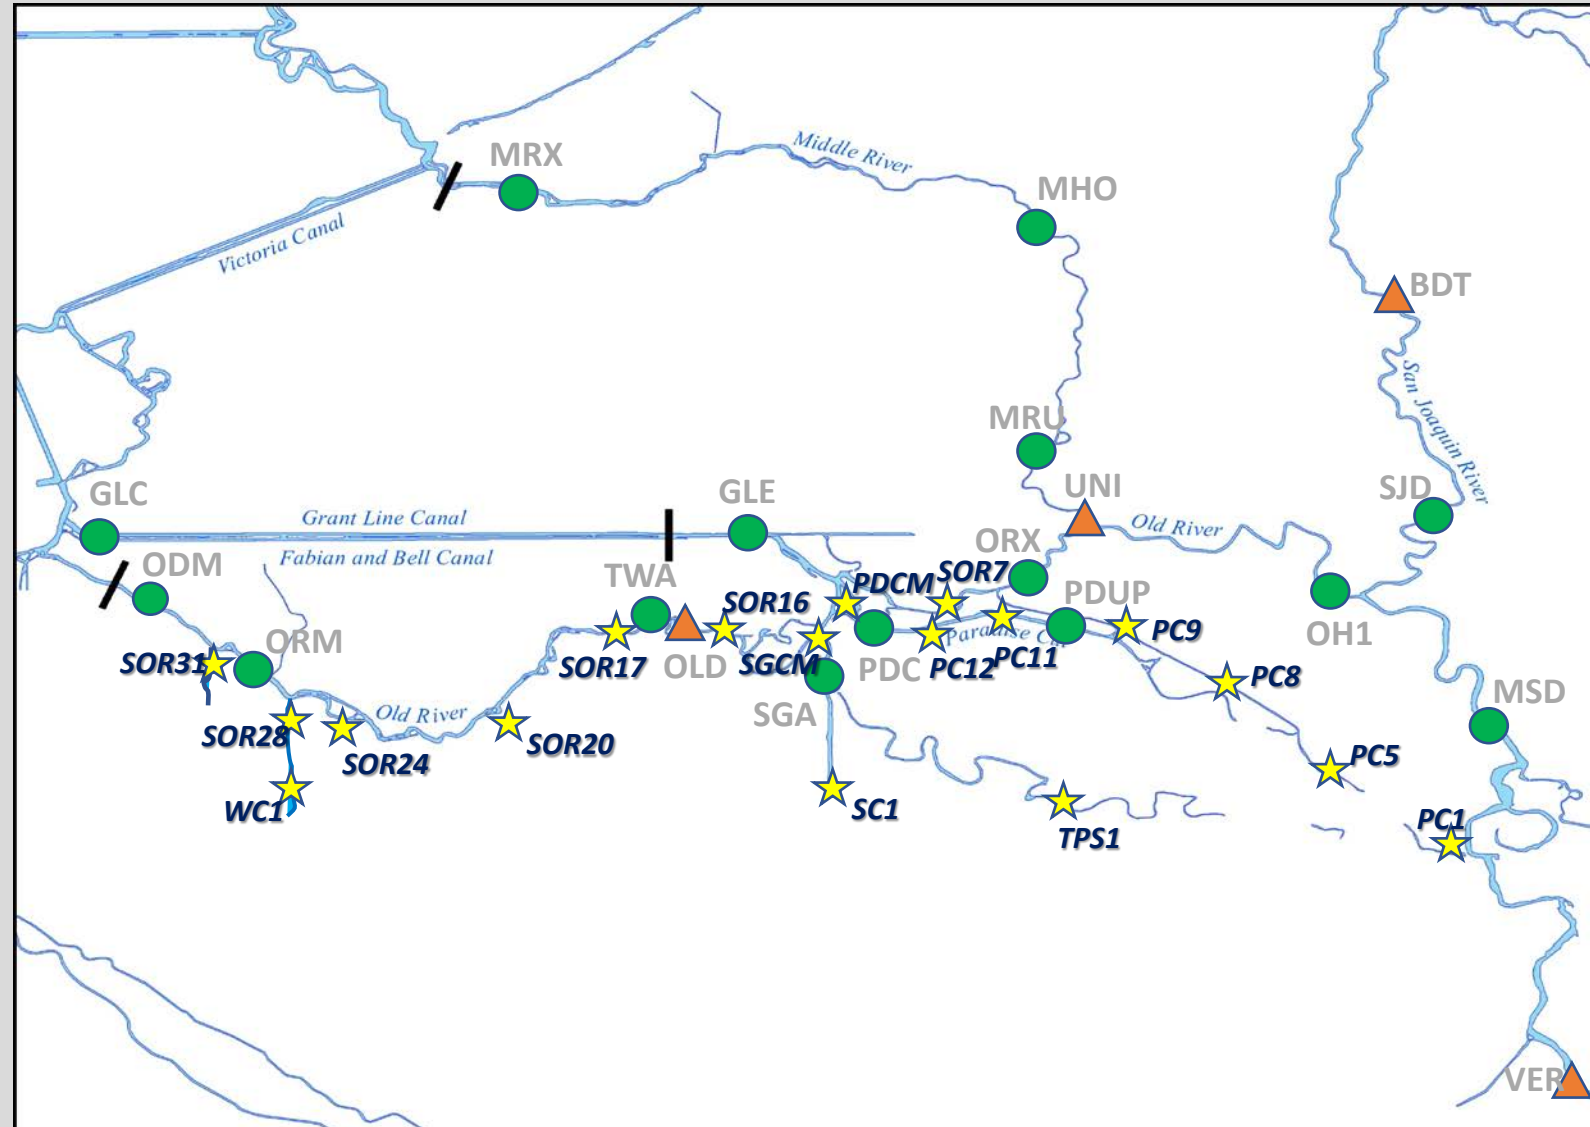 MRX
Middle River
MHO
Victoria Canal
BDT
San Joaquin River
MRU
GLC
GLE
UNI
SJD
Grant Line Canal
Old River
Fabian and Bell Canal
ORX
ODM
TWA
PDCM
SOR7
PDUP
SOR16
ORM
SOR31
SOR17
OLD
SGCM
PDC
PC12
Paradise Cut
PC11
PC9
OH1
PC8
MSD
SGA
Old River
SOR28
SOR24
SOR20
PC5
WC1
SC1
TPS1
PC1
VER